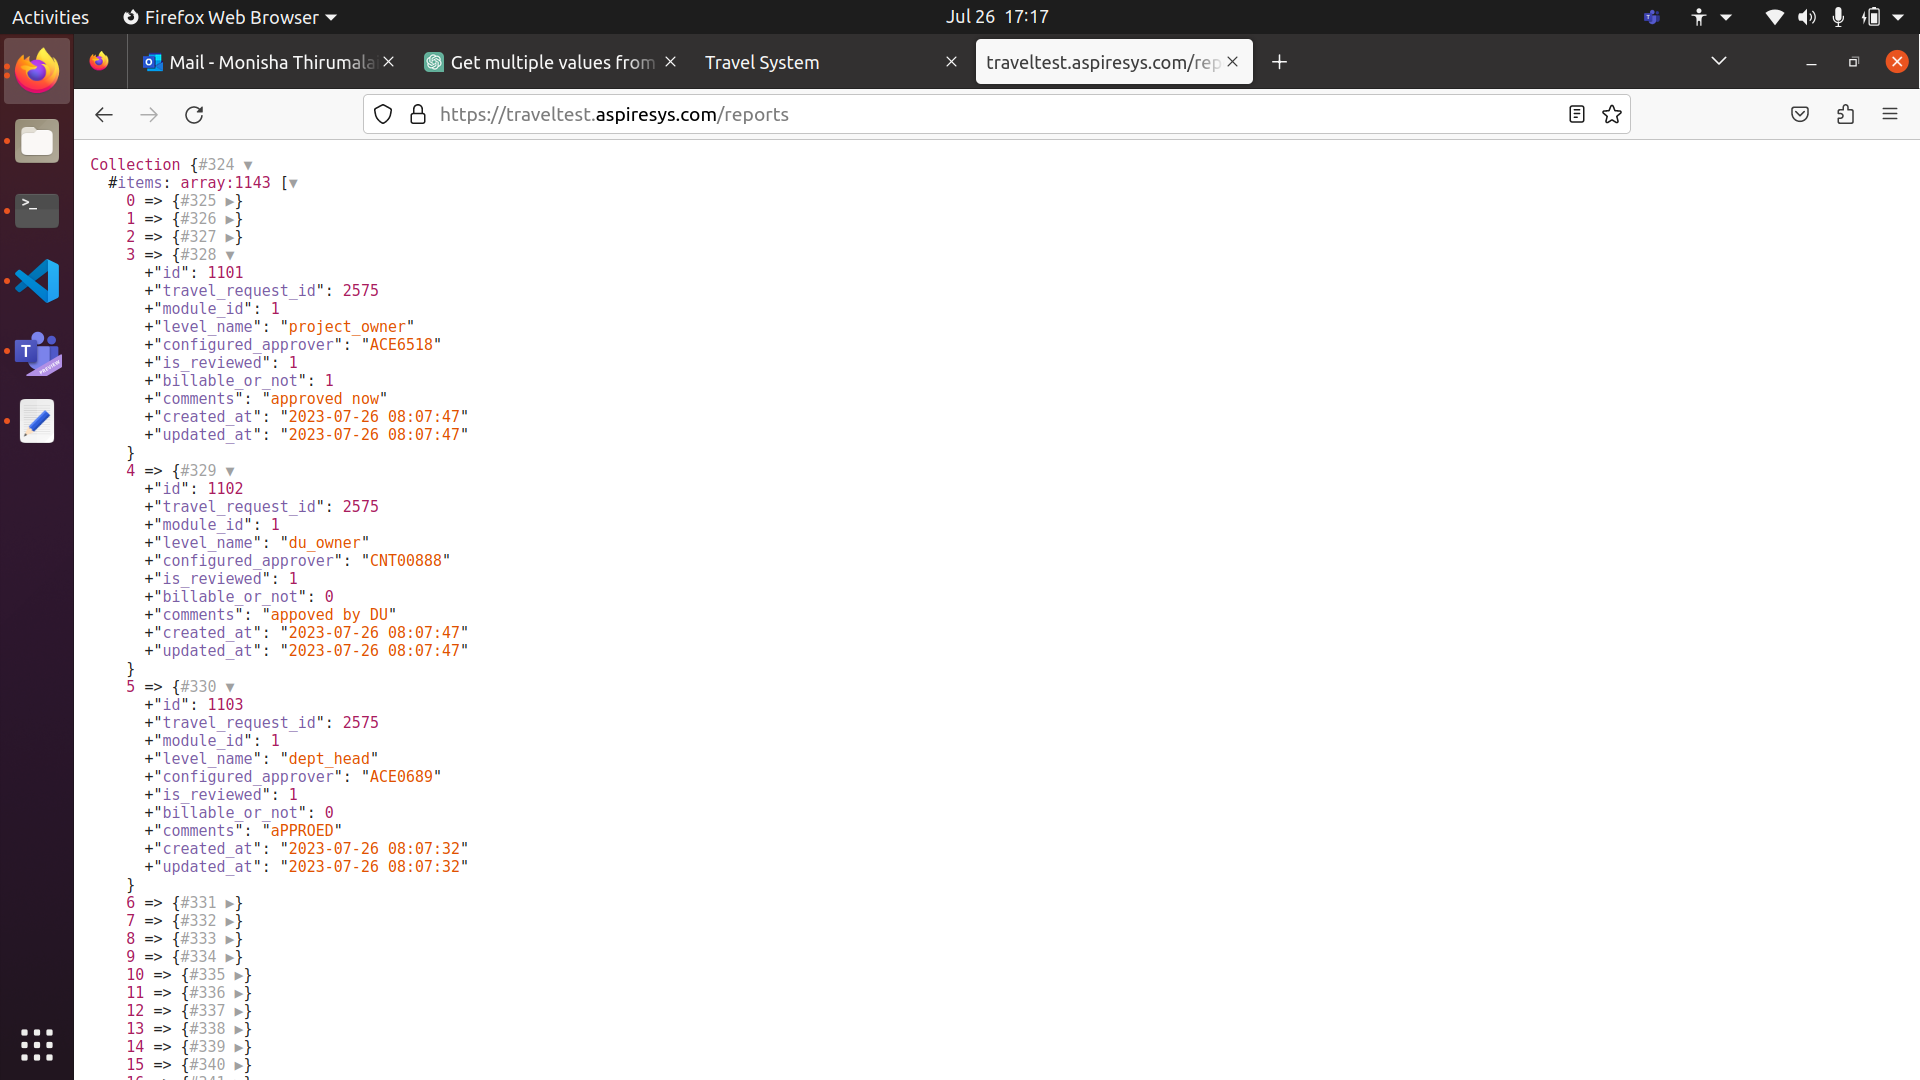 Activities Firefox Web Browser Jul 26 17:17
Mail - Monisha Thirumala Get multiple values from Travel System traveltest.aspiresys.com/rep
https://traveltest.aspiresys.com/reports
Collection {#324 ▼
#items: array:1143 [▼
0 => {#325 ▶}
1 => {#326 ▶}
2 => {#327 ▶}
3 => {#328 ▼
+"id": 1101
+"travel_request_id": 2575
+"module_id": 1
+"level_name": "project_owner"
+"configured_approver": "ACE6518"
+"is_reviewed": 1
+"billable_or_not": 1
+"comments": "approved now"
+"created_at": "2023-07-26 08:07:47"
+"updated_at": "2023-07-26 08:07:47"
}
4 => {#329 ▼
+"id": 1102
+"travel_request_id": 2575
+"module_id": 1
+"level_name": "du_owner"
+"configured_approver": "CNT00888"
+"is_reviewed": 1
+"billable_or_not": 0
+"comments": "appoved by DU"
+"created_at": "2023-07-26 08:07:47"
+"updated_at": "2023-07-26 08:07:47"
}
5 => {#330 ▼
+"id": 1103
+"travel_request_id": 2575
+"module_id": 1
+"level_name": "dept_head"
+"configured_approver": "ACE0689"
+"is_reviewed": 1
+"billable_or_not": 0
+"comments": "aPPROED"
+"created_at": "2023-07-26 08:07:32"
+"updated_at": "2023-07-26 08:07:32"
}
6 => {#331 ▶}
7 => {#332 ▶}
8 => {#333 ▶}
9 => {#334 ▶}
10 => {#335 ▶}
11 => {#336 ▶}
12 => {#337 ▶}
13 => {#338 ▶}
14 => {#339 ▶}
15 => {#340 ▶}